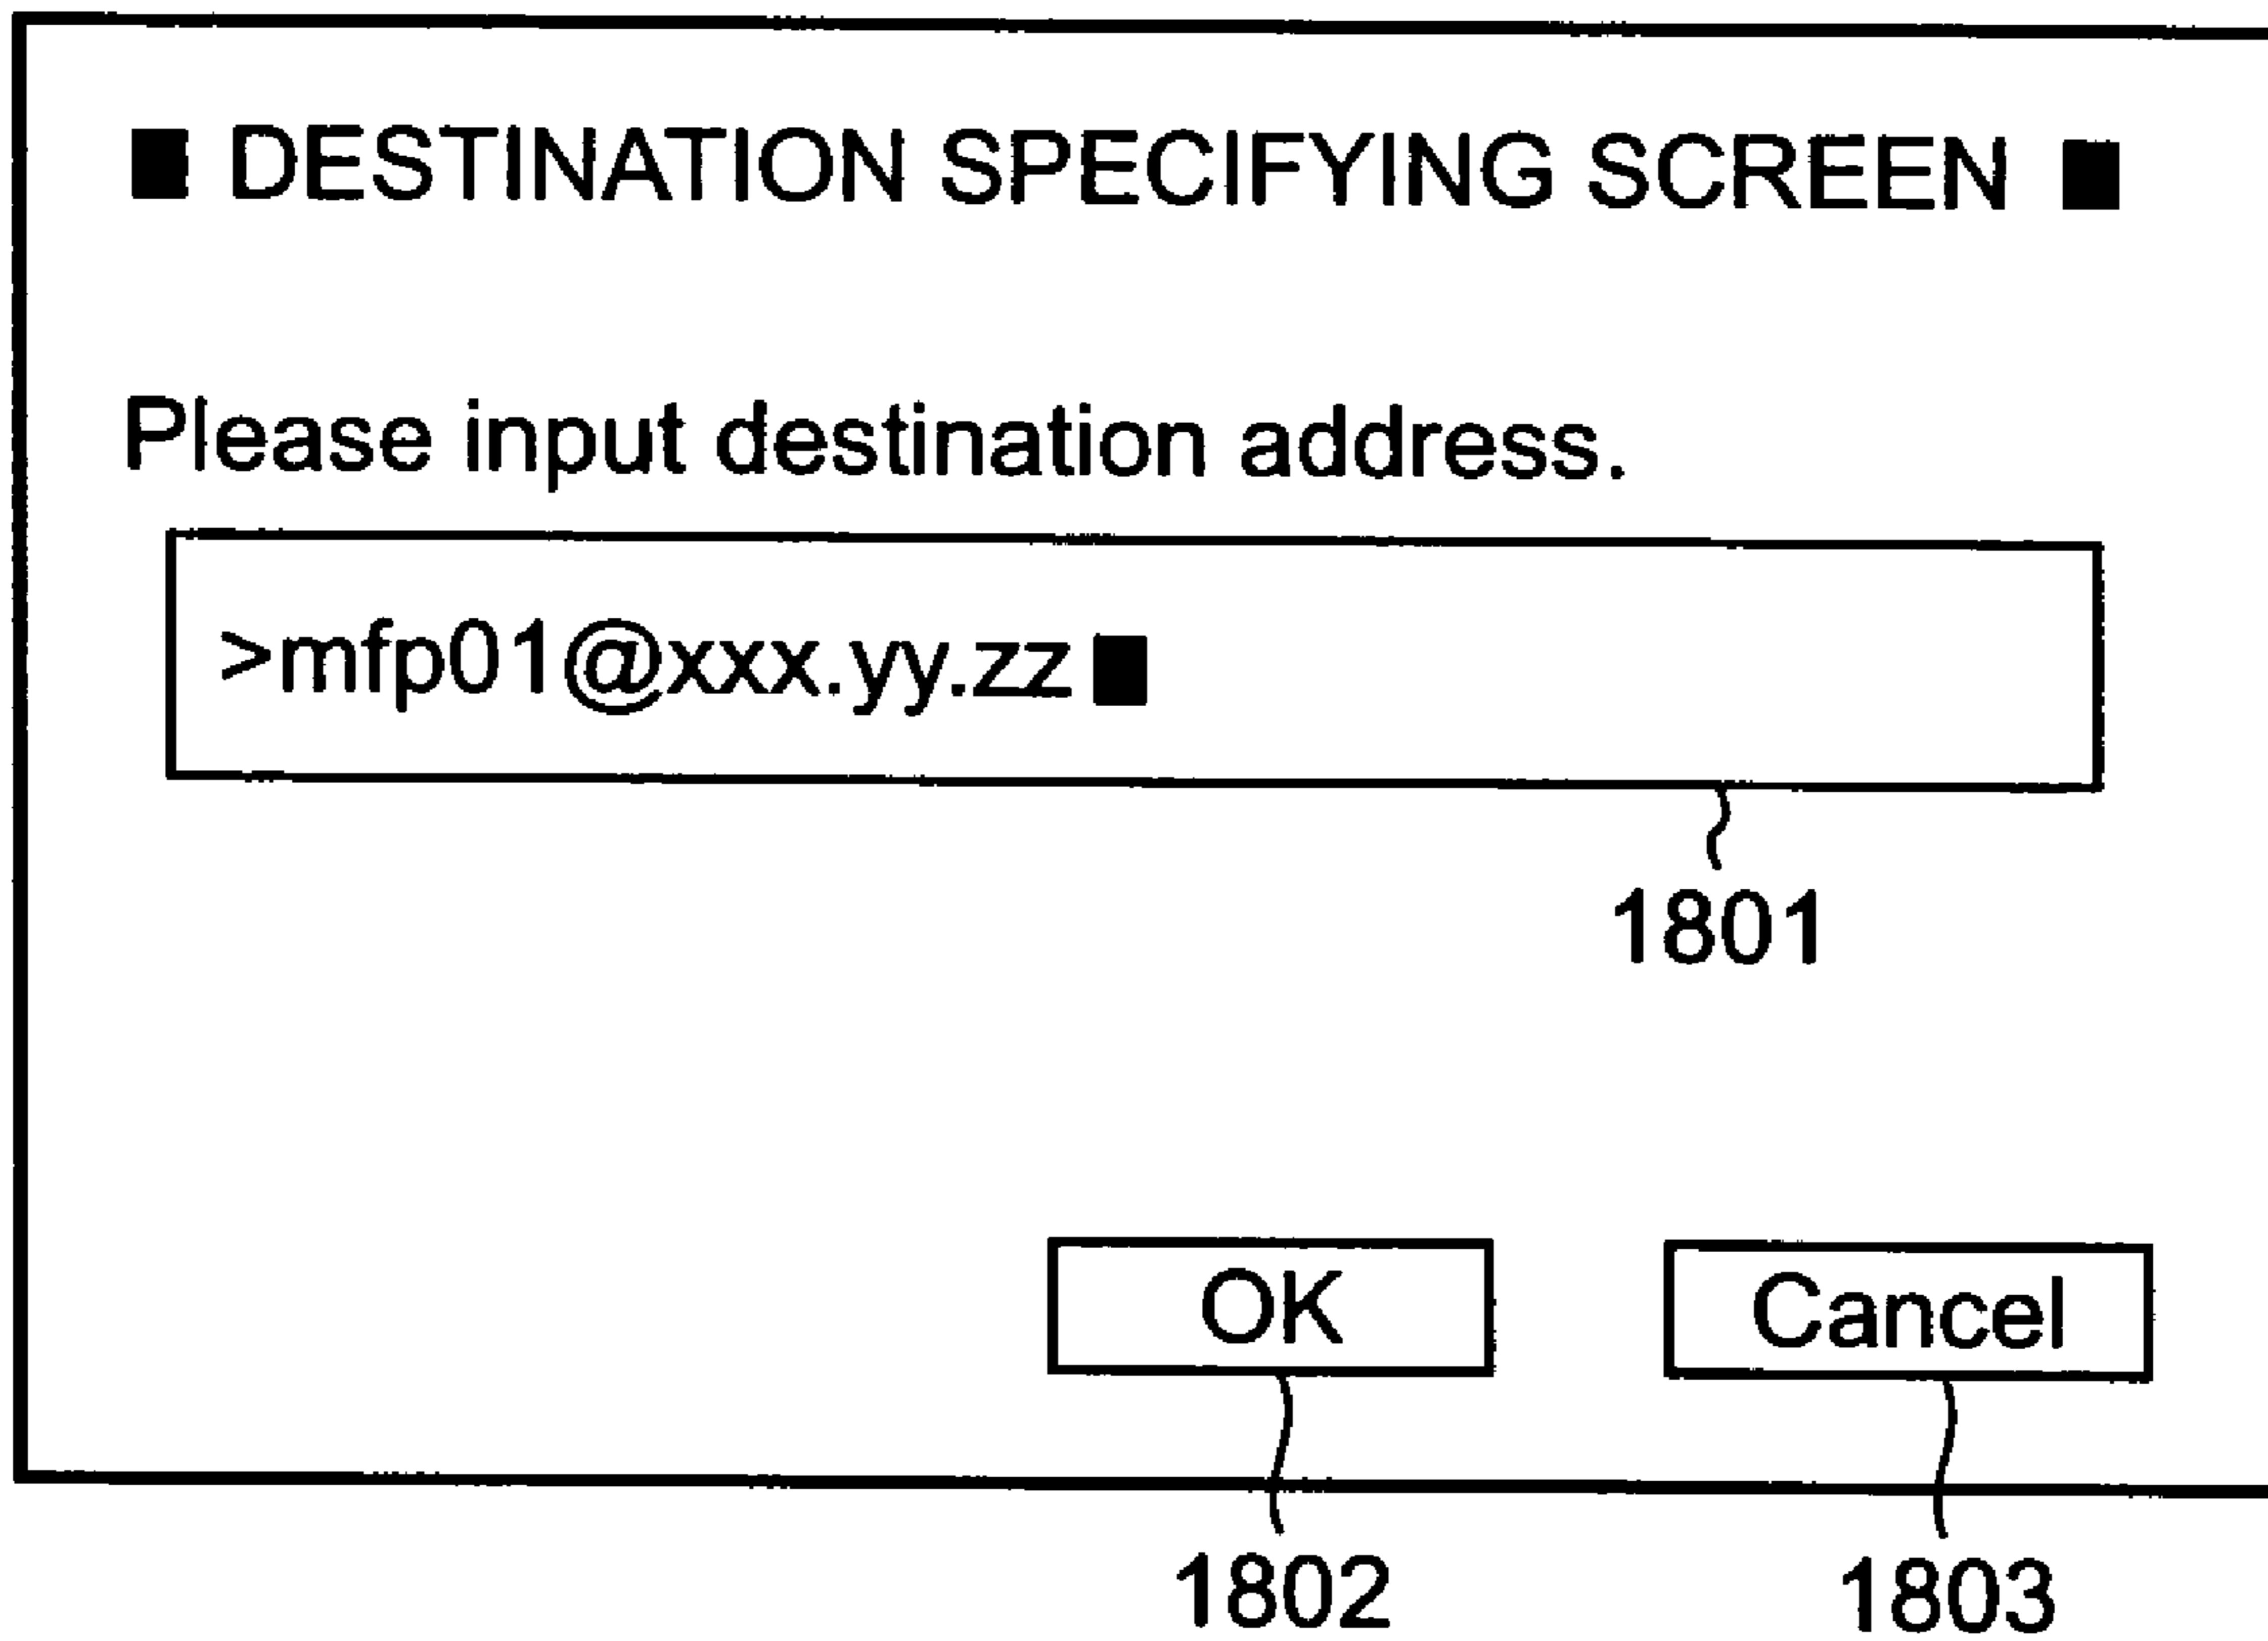 ■ DESTINATION SPECIFYING SCREEN ■
Please input destination address.
>mfp01@xxx.yy.zz■
1801
OK Cancel
1802 1803